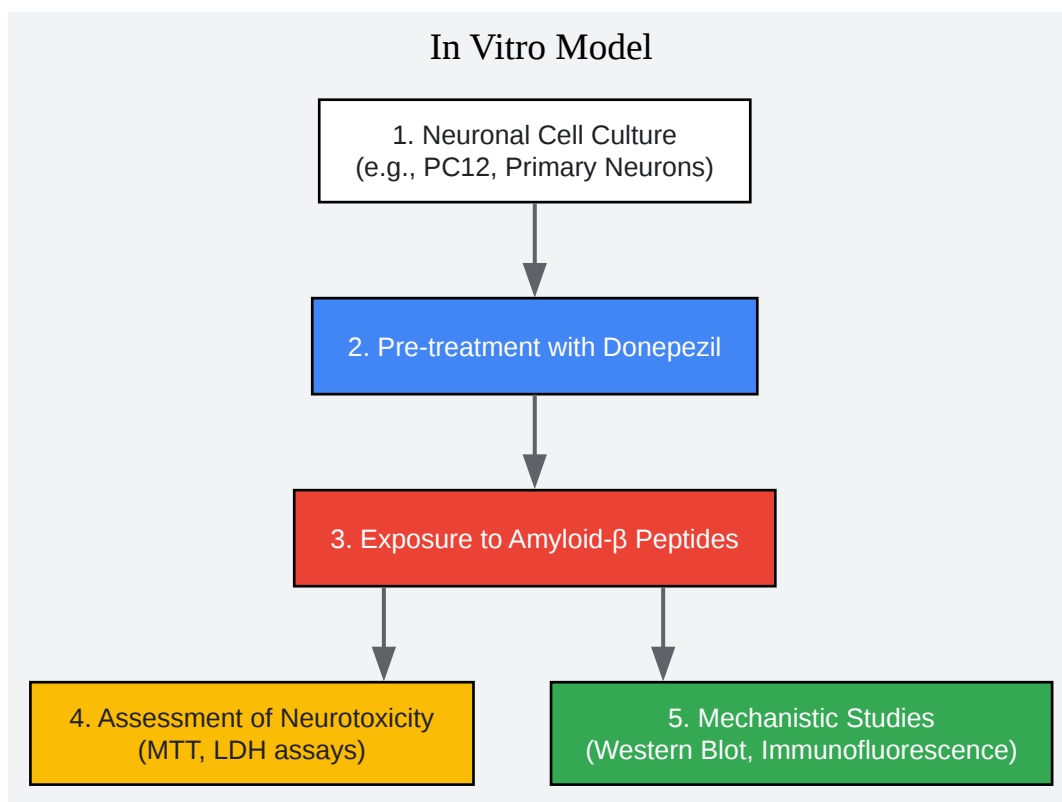 In Vitro Model
1. Neuronal Cell Culture
(e.g., PC12, Primary Neurons)
2. Pre-treatment with Donepezil
3. Exposure to Amyloid-β Peptides
4. Assessment of Neurotoxicity
(MTT, LDH assays)
5. Mechanistic Studies
(Western Blot, Immunofluorescence)